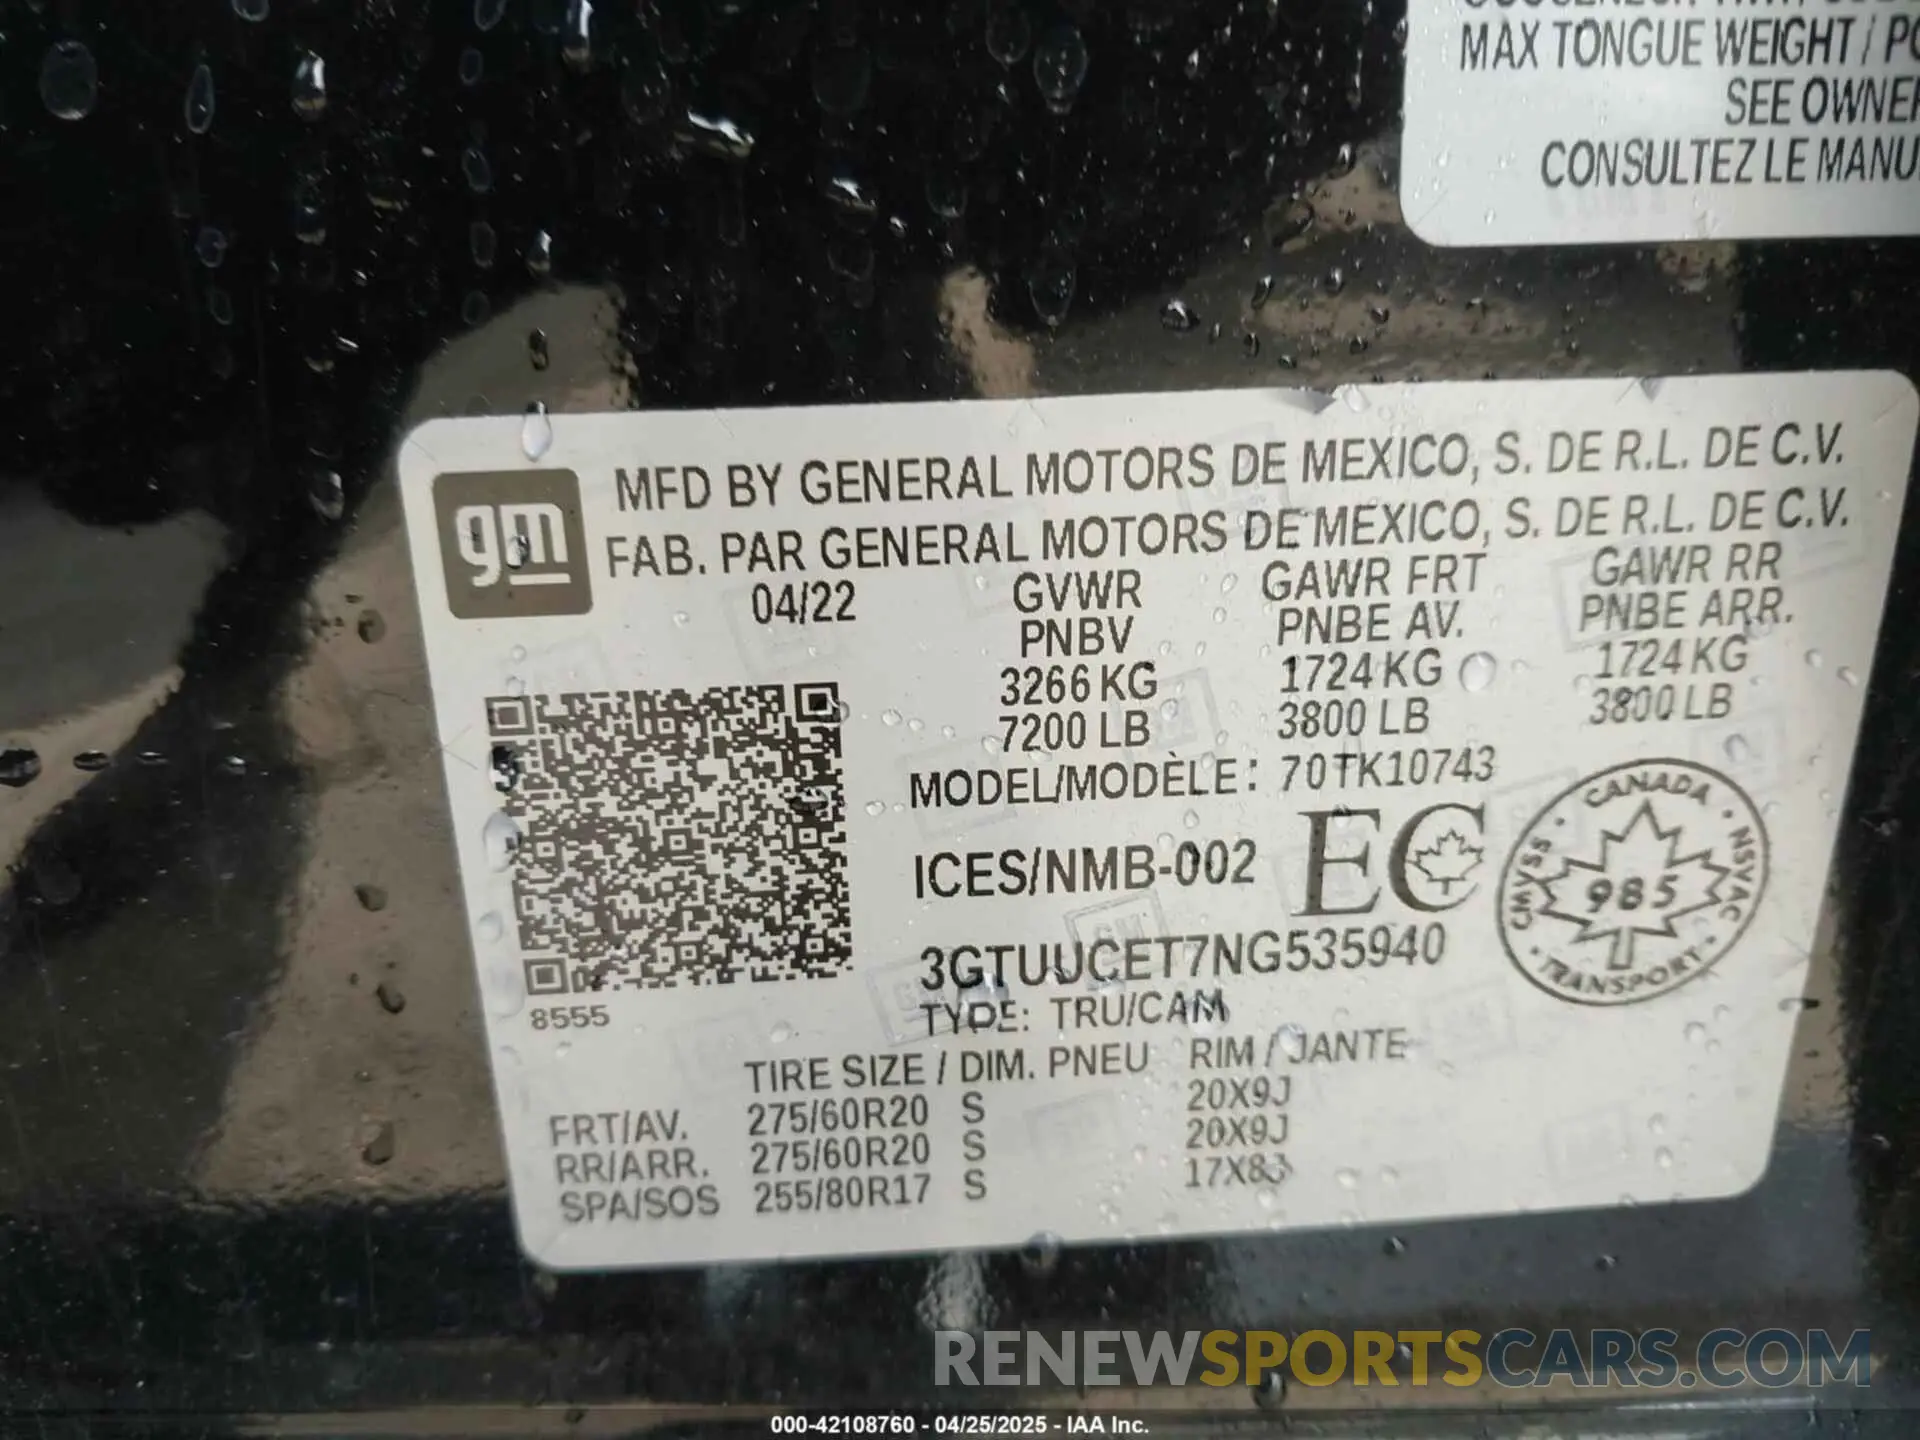 MAX TONGUE WEIGHT / PO
SEE OWNER
CONSULTEZ LE MANU
gm
MFD BY GENERAL MOTORS DE MEXICO, S. DE R.L. DE C.V.
FAB. PAR GENERAL MOTORS DE MEXICO, S. DE R.L. DE C.V.
04/22 GVWR GAWR FRT GAWR RR
PNBV PNBE AV. PNBE ARR.
3266 KG 1724 KG 1724 KG
7200 LB 3800 LB 3800 LB
MODEL/MODÈLE: 70TK10743
ICES/NMB-002 EC
CANADA · NSVAC · TRANSPORT · CMVSS ·
985
3GTUUCET7NG535940
8555
TYPE: TRU/CAM
TIRE SIZE / DIM. PNEU RIM / JANTE
FRT/AV. 275/60R20 S 20X9J
RR/ARR. 275/60R20 S 20X9J
SPA/SOS 255/80R17 S 17X8J
RENEWSPORTSCARS.COM
000-42108760 - 04/25/2025 - IAA Inc.